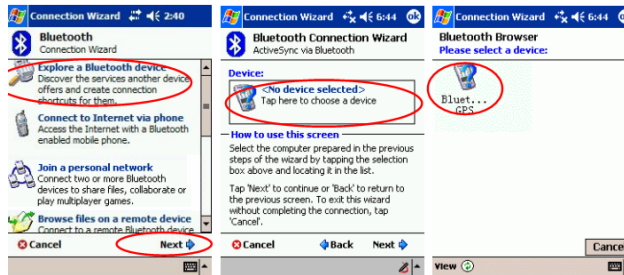 Connection Wizard 2:40
Bluetooth
Connection Wizard
Explore a Bluetooth device
Discover the services another device
offers and create connection
shortcuts for them.
Connect to Internet via phone
Access the Internet with a Bluetooth
enabled mobile phone.
Join a personal network
Connect two or more Bluetooth
devices to share files, collaborate or
play multiplayer games.
Browse files on a remote device
Connect to a remote Bluetooth device
Cancel Next
Connection Wizard 6:44 ok
Bluetooth Connection Wizard
ActiveSync via Bluetooth
Device:
<No device selected>
Tap here to choose a device
How to use this screen
Select the computer prepared in the previous
steps of the wizard by tapping the selection
box above and locating it in the list.
Tap 'Next' to continue or 'Back' to return to
the previous screen. To exit this wizard
without completing the connection, tap
'Cancel'.
Cancel Back Next
Connection Wizard 6:44
Bluetooth Browser
Please select a device:
Bluet...
GPS
Cance
View